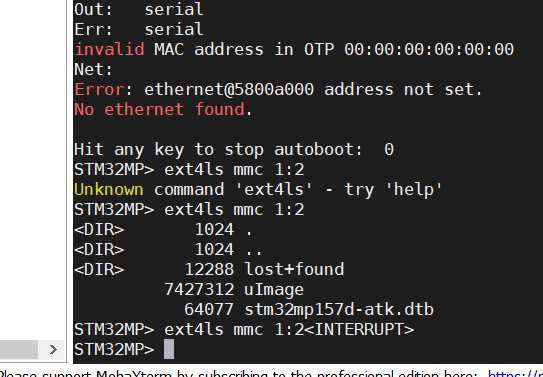 Out:   serial
Err:   serial
invalid MAC address in OTP 00:00:00:00:00:00
Net:
Error: ethernet@5800a000 address not set.
No ethernet found.
Hit any key to stop autoboot:  0
STM32MP> ext4ls mmc 1:2
Unknown command 'ext4ls' - try 'help'
STM32MP> ext4ls mmc 1:2
<DIR>       1024 .
<DIR>       1024 ..
<DIR>      12288 lost+found
         7427312 uImage
           64077 stm32mp157d-atk.dtb
STM32MP> ext4ls mmc 1:2<INTERRUPT>
STM32MP>
Please support MobaXterm by subscribing to the professional edition here: